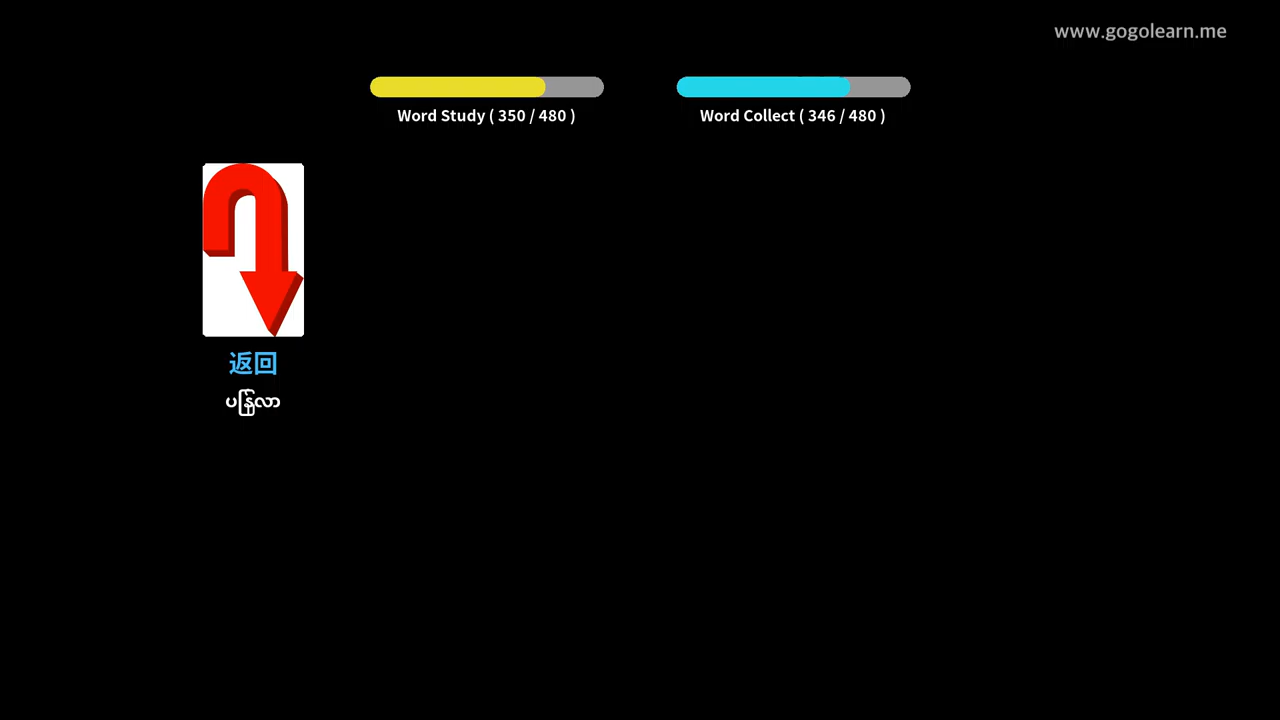 www.gogolearn.me
Word Study ( 350 / 480 )
Word Collect ( 346 / 480 )
返回
ပြန်လာ